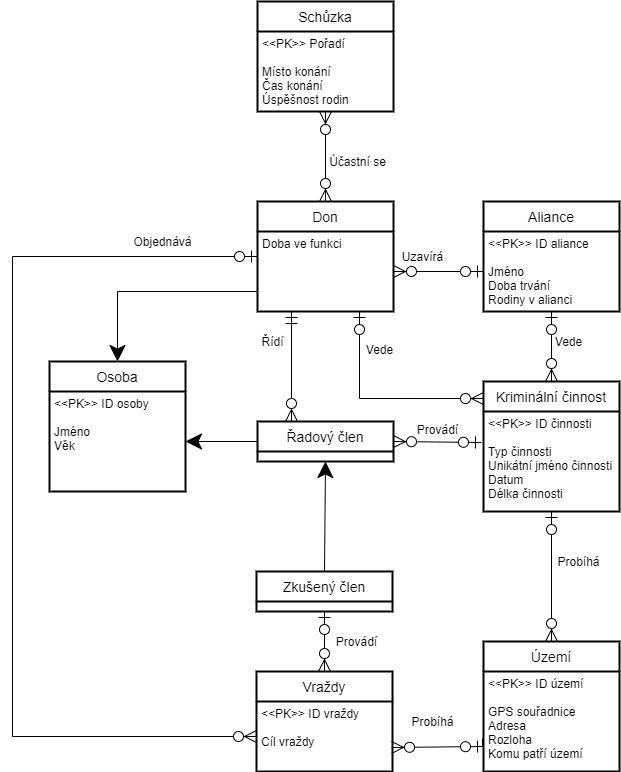 Schůzka
<<PK>> Pořadí
Místo konání
Čas konání
Úspěšnost rodin
Účastní se
Don
Doba ve funkci
Objednává
Uzavírá
Aliance
<<PK>> ID aliance
Jméno
Doba trvání
Rodiny v alianci
Řídí
Vede
Vede
Osoba
<<PK>> ID osoby
Jméno
Věk
Řadový člen
Provádí
Kriminální činnost
<<PK>> ID činnosti
Typ činnosti
Unikátní jméno činnosti
Datum
Délka činnosti
Probíhá
Zkušený člen
Provádí
Vraždy
<<PK>> ID vraždy
Cíl vraždy
Probíhá
Území
<<PK>> ID území
GPS souřadnice
Adresa
Rozloha
Komu patří území